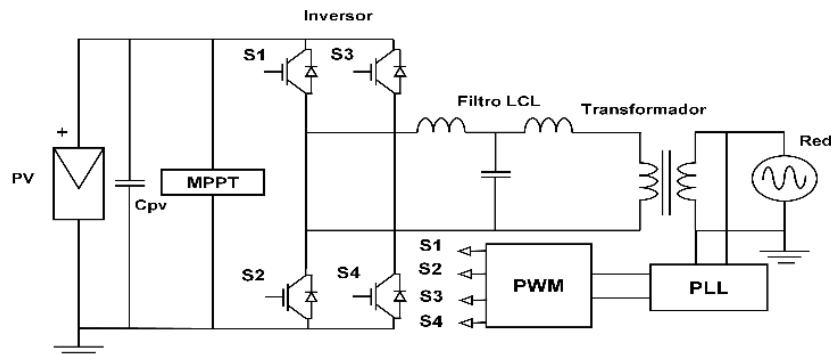 Inversor
S1
S3
Filtro LCL
Transformador
Red
+
PV
Cpv
MPPT
S2
S4
S1
S2
S3
S4
PWM
PLL